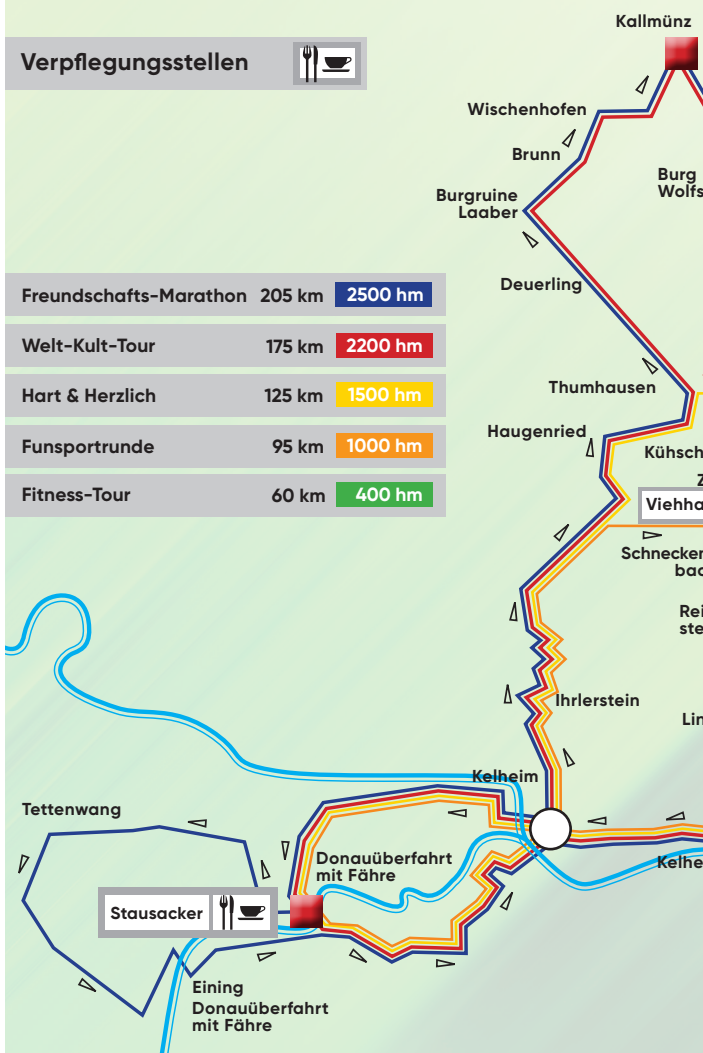 Verpflegungsstellen
Kallmünz
Wischenhofen
Brunn
Burg
Wolfs
Burgruine
Laaber
Deuerling
Freundschafts-Marathon 205 km 2500 hm
Welt-Kult-Tour 175 km 2200 hm
Hart & Herzlich 125 km 1500 hm
Funsportrunde 95 km 1000 hm
Fitness-Tour 60 km 400 hm
Thumhausen
Haugenried
Kühsch
Z
Viehha
Schnecken
bac
Rei
ste
Ihrlerstein
Lin
Kelheim
Tettenwang
Donauüberfahrt
mit Fähre
Kelhe
Stausacker
Eining
Donauüberfahrt
mit Fähre